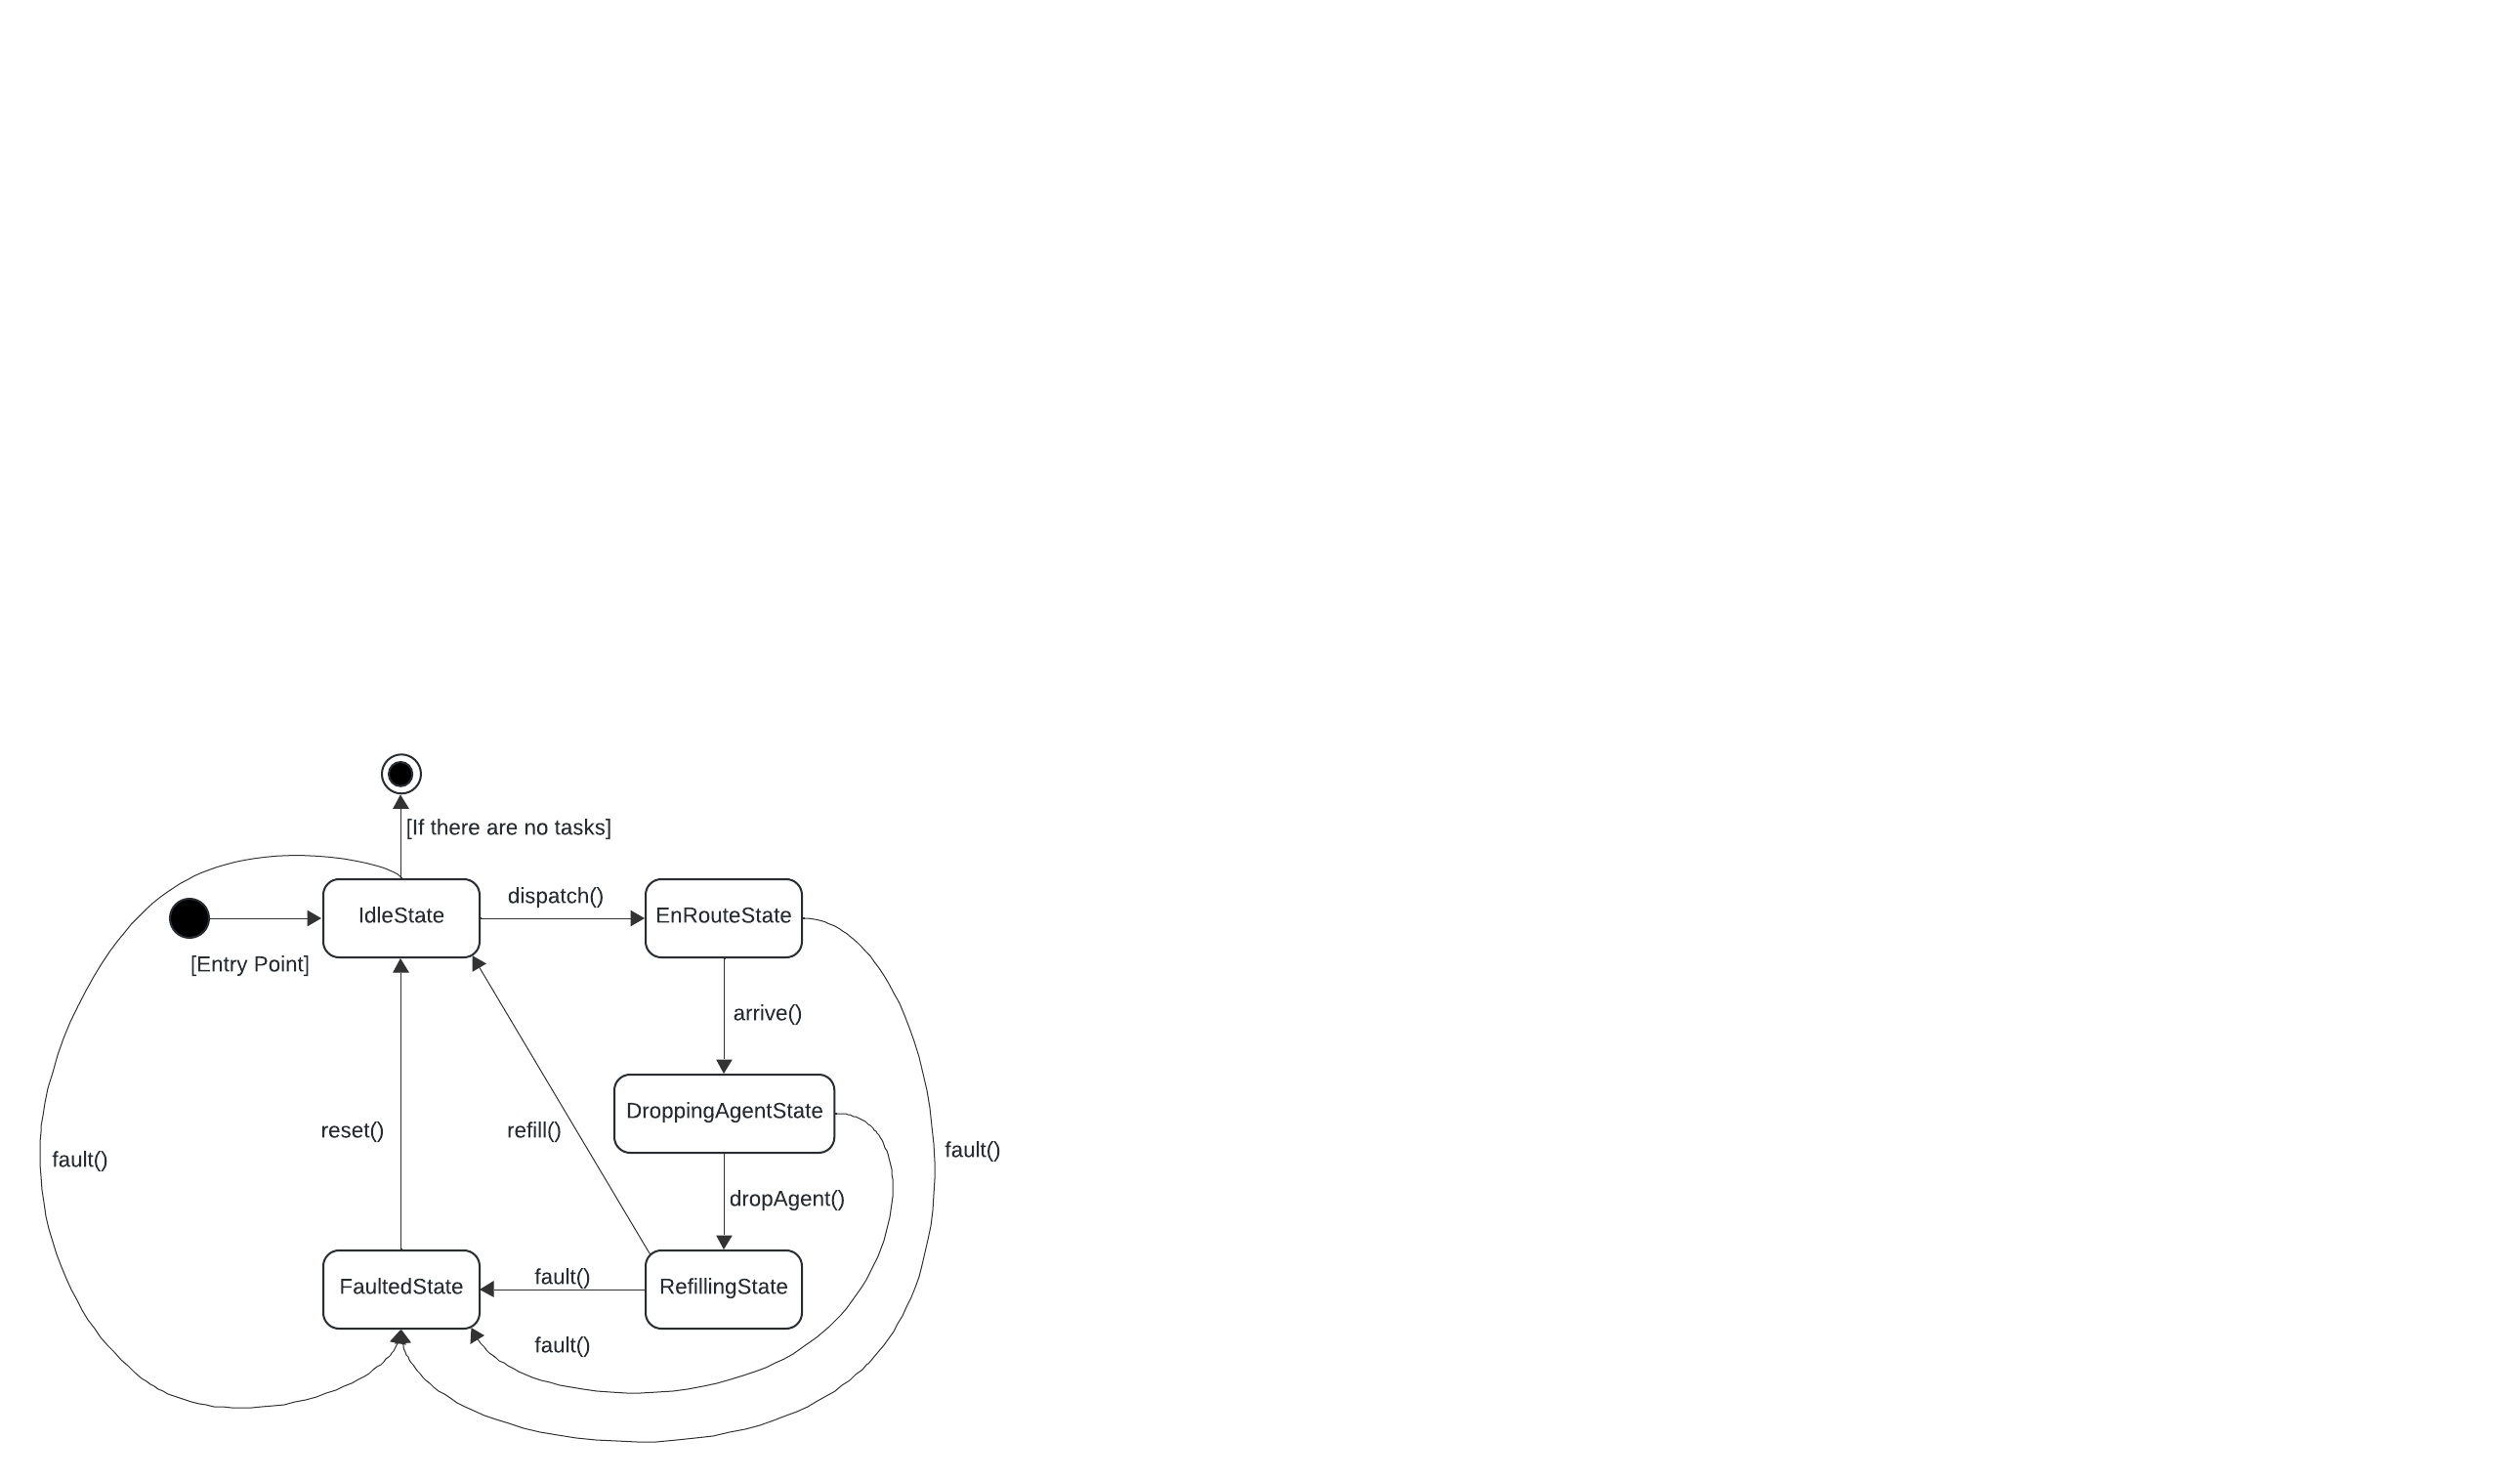 [If there are no tasks]
dispatch()
IdleState
EnRouteState
[Entry Point]
arrive()
DroppingAgentState
reset()
refill()
fault()
fault()
dropAgent()
fault()
FaultedState
RefillingState
fault()